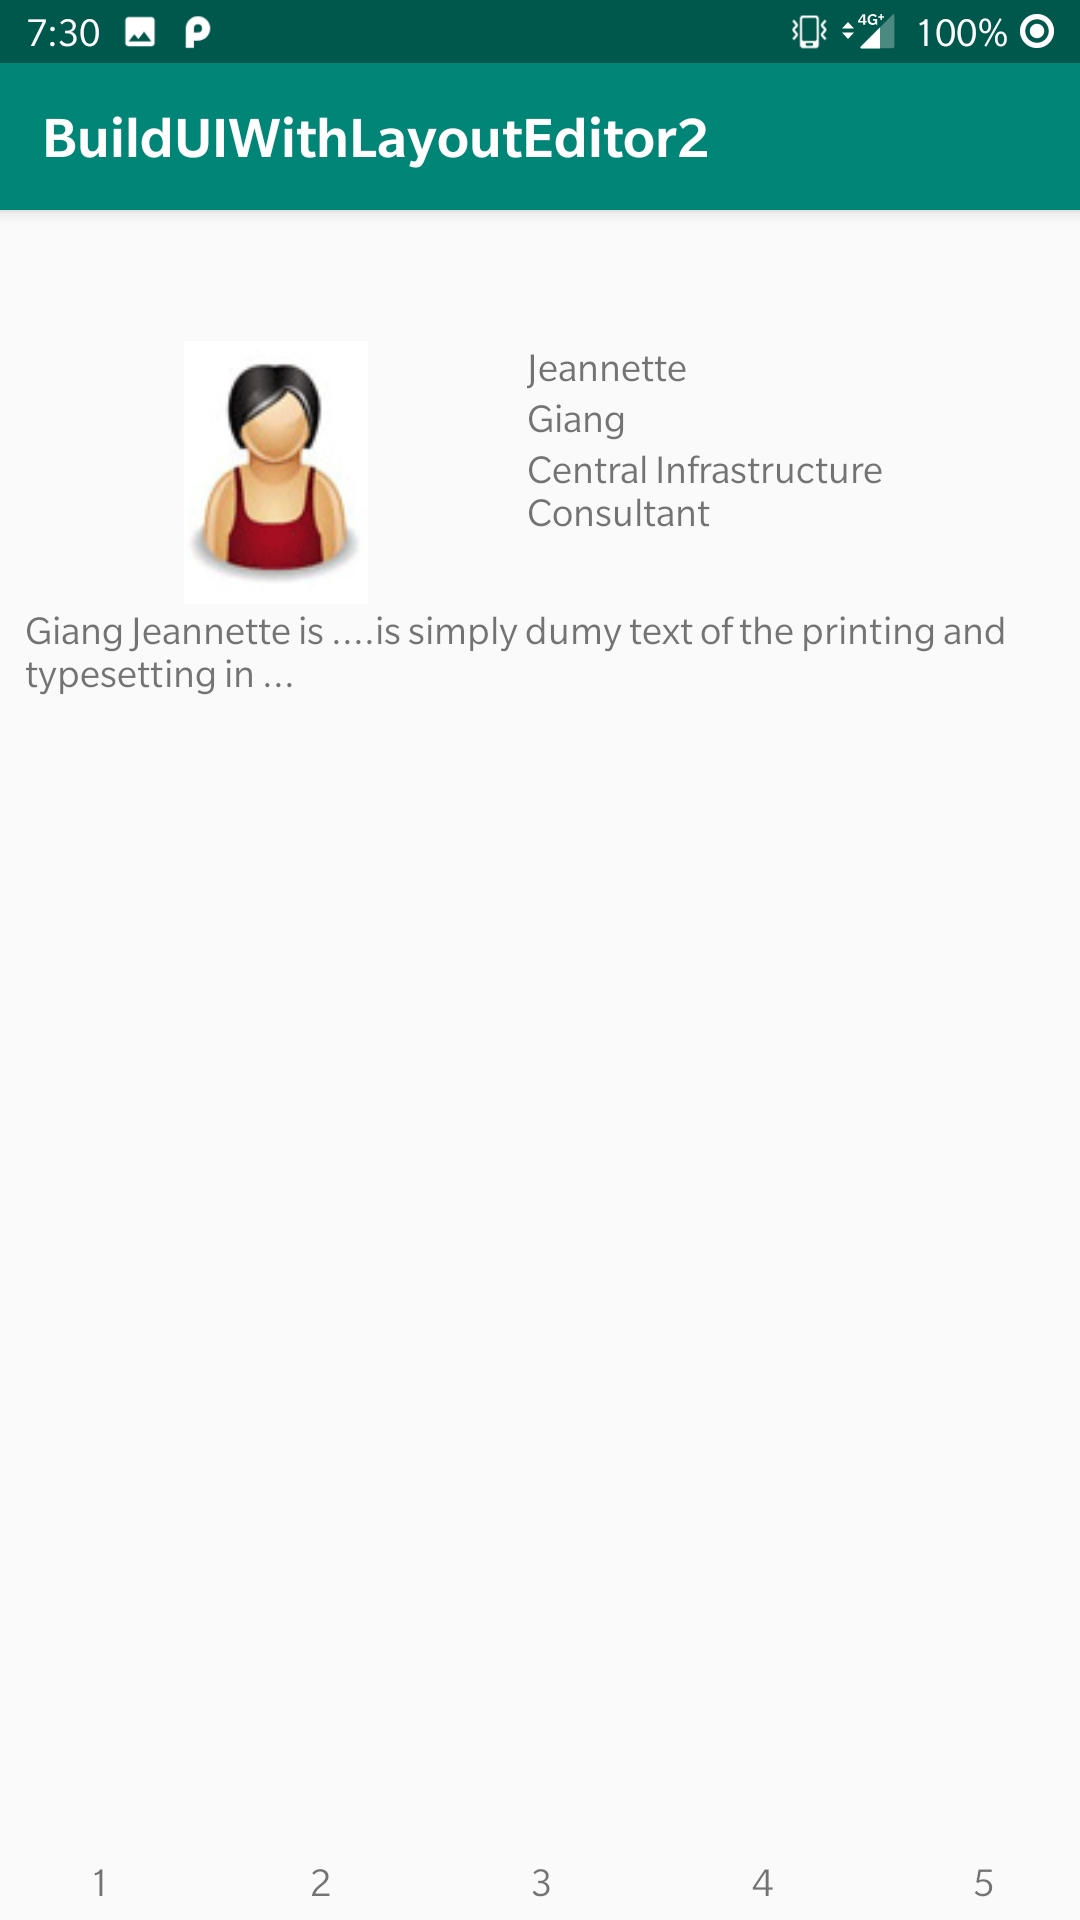 7:30 4G+ 100%
BuildUIWithLayoutEditor2
Jeannette
Giang
Central Infrastructure
Consultant
Giang Jeannette is ....is simply dumy text of the printing and
typesetting in ...
1 2 3 4 5